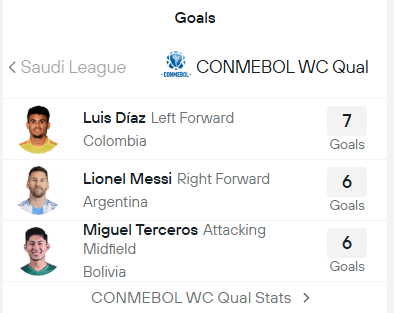 Goals
Saudi League CONMEBOL CONMEBOL WC Qual
Luis Díaz Left Forward
Colombia
7
Goals
Lionel Messi Right Forward
Argentina
6
Goals
Miguel Terceros Attacking
Midfield
Bolivia
6
Goals
CONMEBOL WC Qual Stats